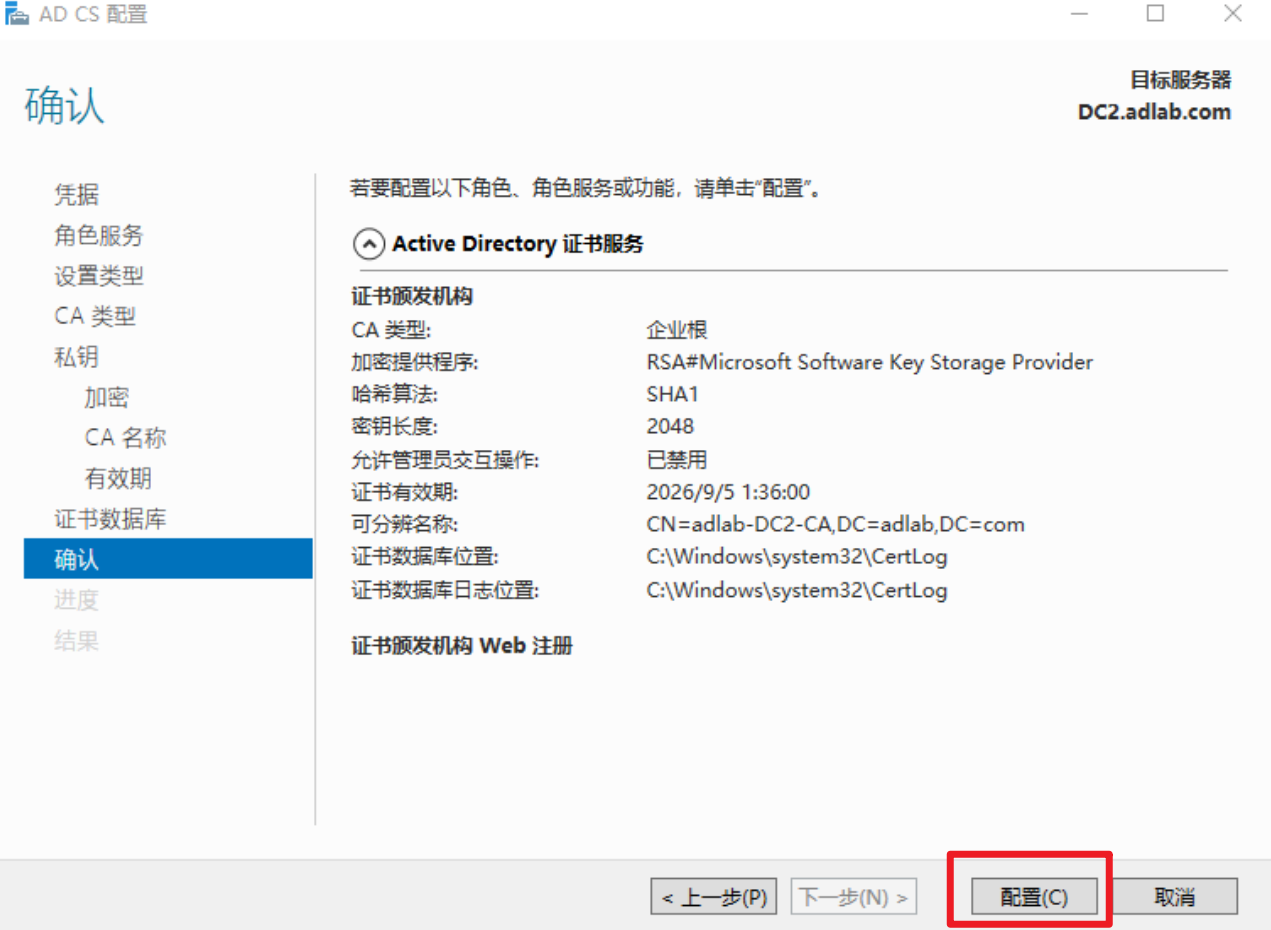 AD CS 配置
确认
目标服务器
DC2.adlab.com
凭据
角色服务
设置类型
CA 类型
私钥
加密
CA 名称
有效期
证书数据库
确认
进度
结果
若要配置以下角色、角色服务或功能，请单击“配置”。
Active Directory 证书服务
证书颁发机构
CA 类型: 企业根
加密提供程序: RSA#Microsoft Software Key Storage Provider
哈希算法: SHA1
密钥长度: 2048
允许管理员交互操作: 已禁用
证书有效期: 2026/9/5 1:36:00
可分辨名称: CN=adlab-DC2-CA,DC=adlab,DC=com
证书数据库位置: C:\Windows\system32\CertLog
证书数据库日志位置: C:\Windows\system32\CertLog
证书颁发机构 Web 注册
< 上一步(P) 下一步(N) > 配置(C) 取消